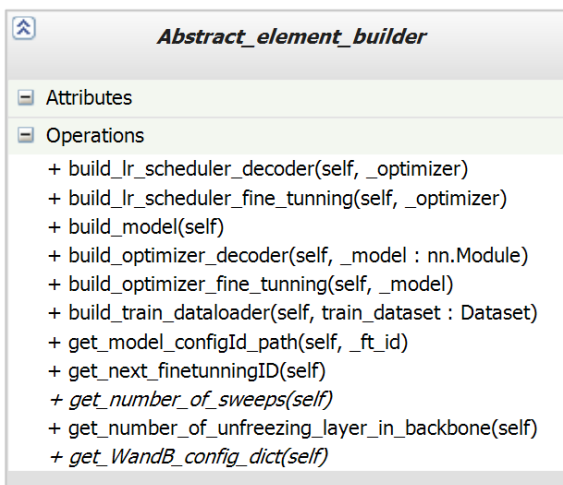 Abstract_element_builder
Attributes
Operations
+ build_lr_scheduler_decoder(self, _optimizer)
+ build_lr_scheduler_fine_tunning(self, _optimizer)
+ build_model(self)
+ build_optimizer_decoder(self, _model : nn.Module)
+ build_optimizer_fine_tunning(self, _model)
+ build_train_dataloader(self, train_dataset : Dataset)
+ get_model_configId_path(self, _ft_id)
+ get_next_finetunningID(self)
+ get_number_of_sweeps(self)
+ get_number_of_unfreezing_layer_in_backbone(self)
+ get_WandB_config_dict(self)